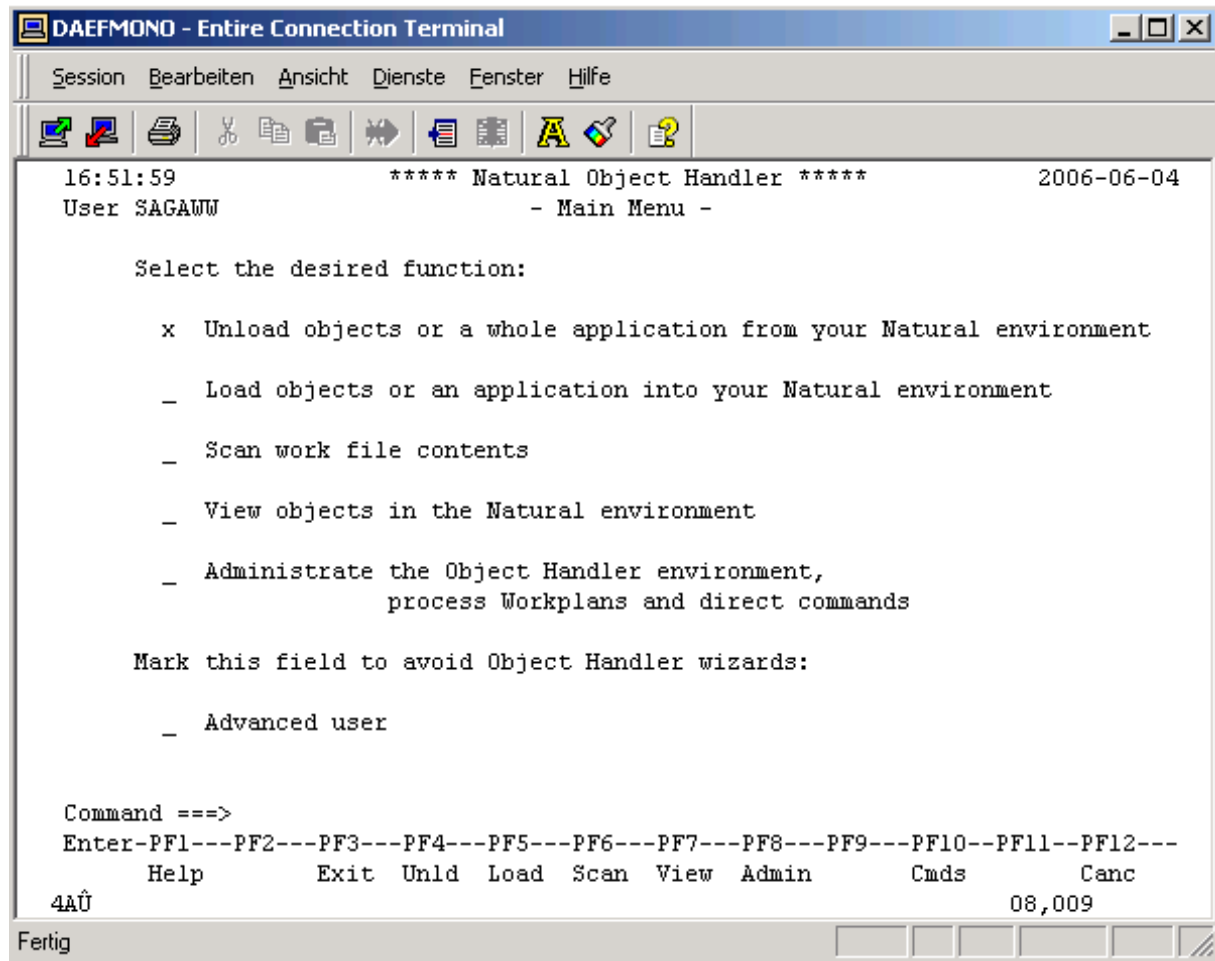 DAEFMONO - Entire Connection Terminal
Session Bearbeiten Ansicht Dienste Fenster Hilfe
16:51:59 ***** Natural Object Handler ***** 2006-06-04
User SAGAWW - Main Menu -
Select the desired function:
x Unload objects or a whole application from your Natural environment
_ Load objects or an application into your Natural environment
_ Scan work file contents
_ View objects in the Natural environment
_ Administrate the Object Handler environment,
process Workplans and direct commands
Mark this field to avoid Object Handler wizards:
_ Advanced user
Command ===>
Enter-PF1---PF2---PF3---PF4---PF5---PF6---PF7---PF8---PF9---PF10--PF11--PF12---
Help Exit Unld Load Scan View Admin Cmds Canc
4AÛ 08,009
Fertig